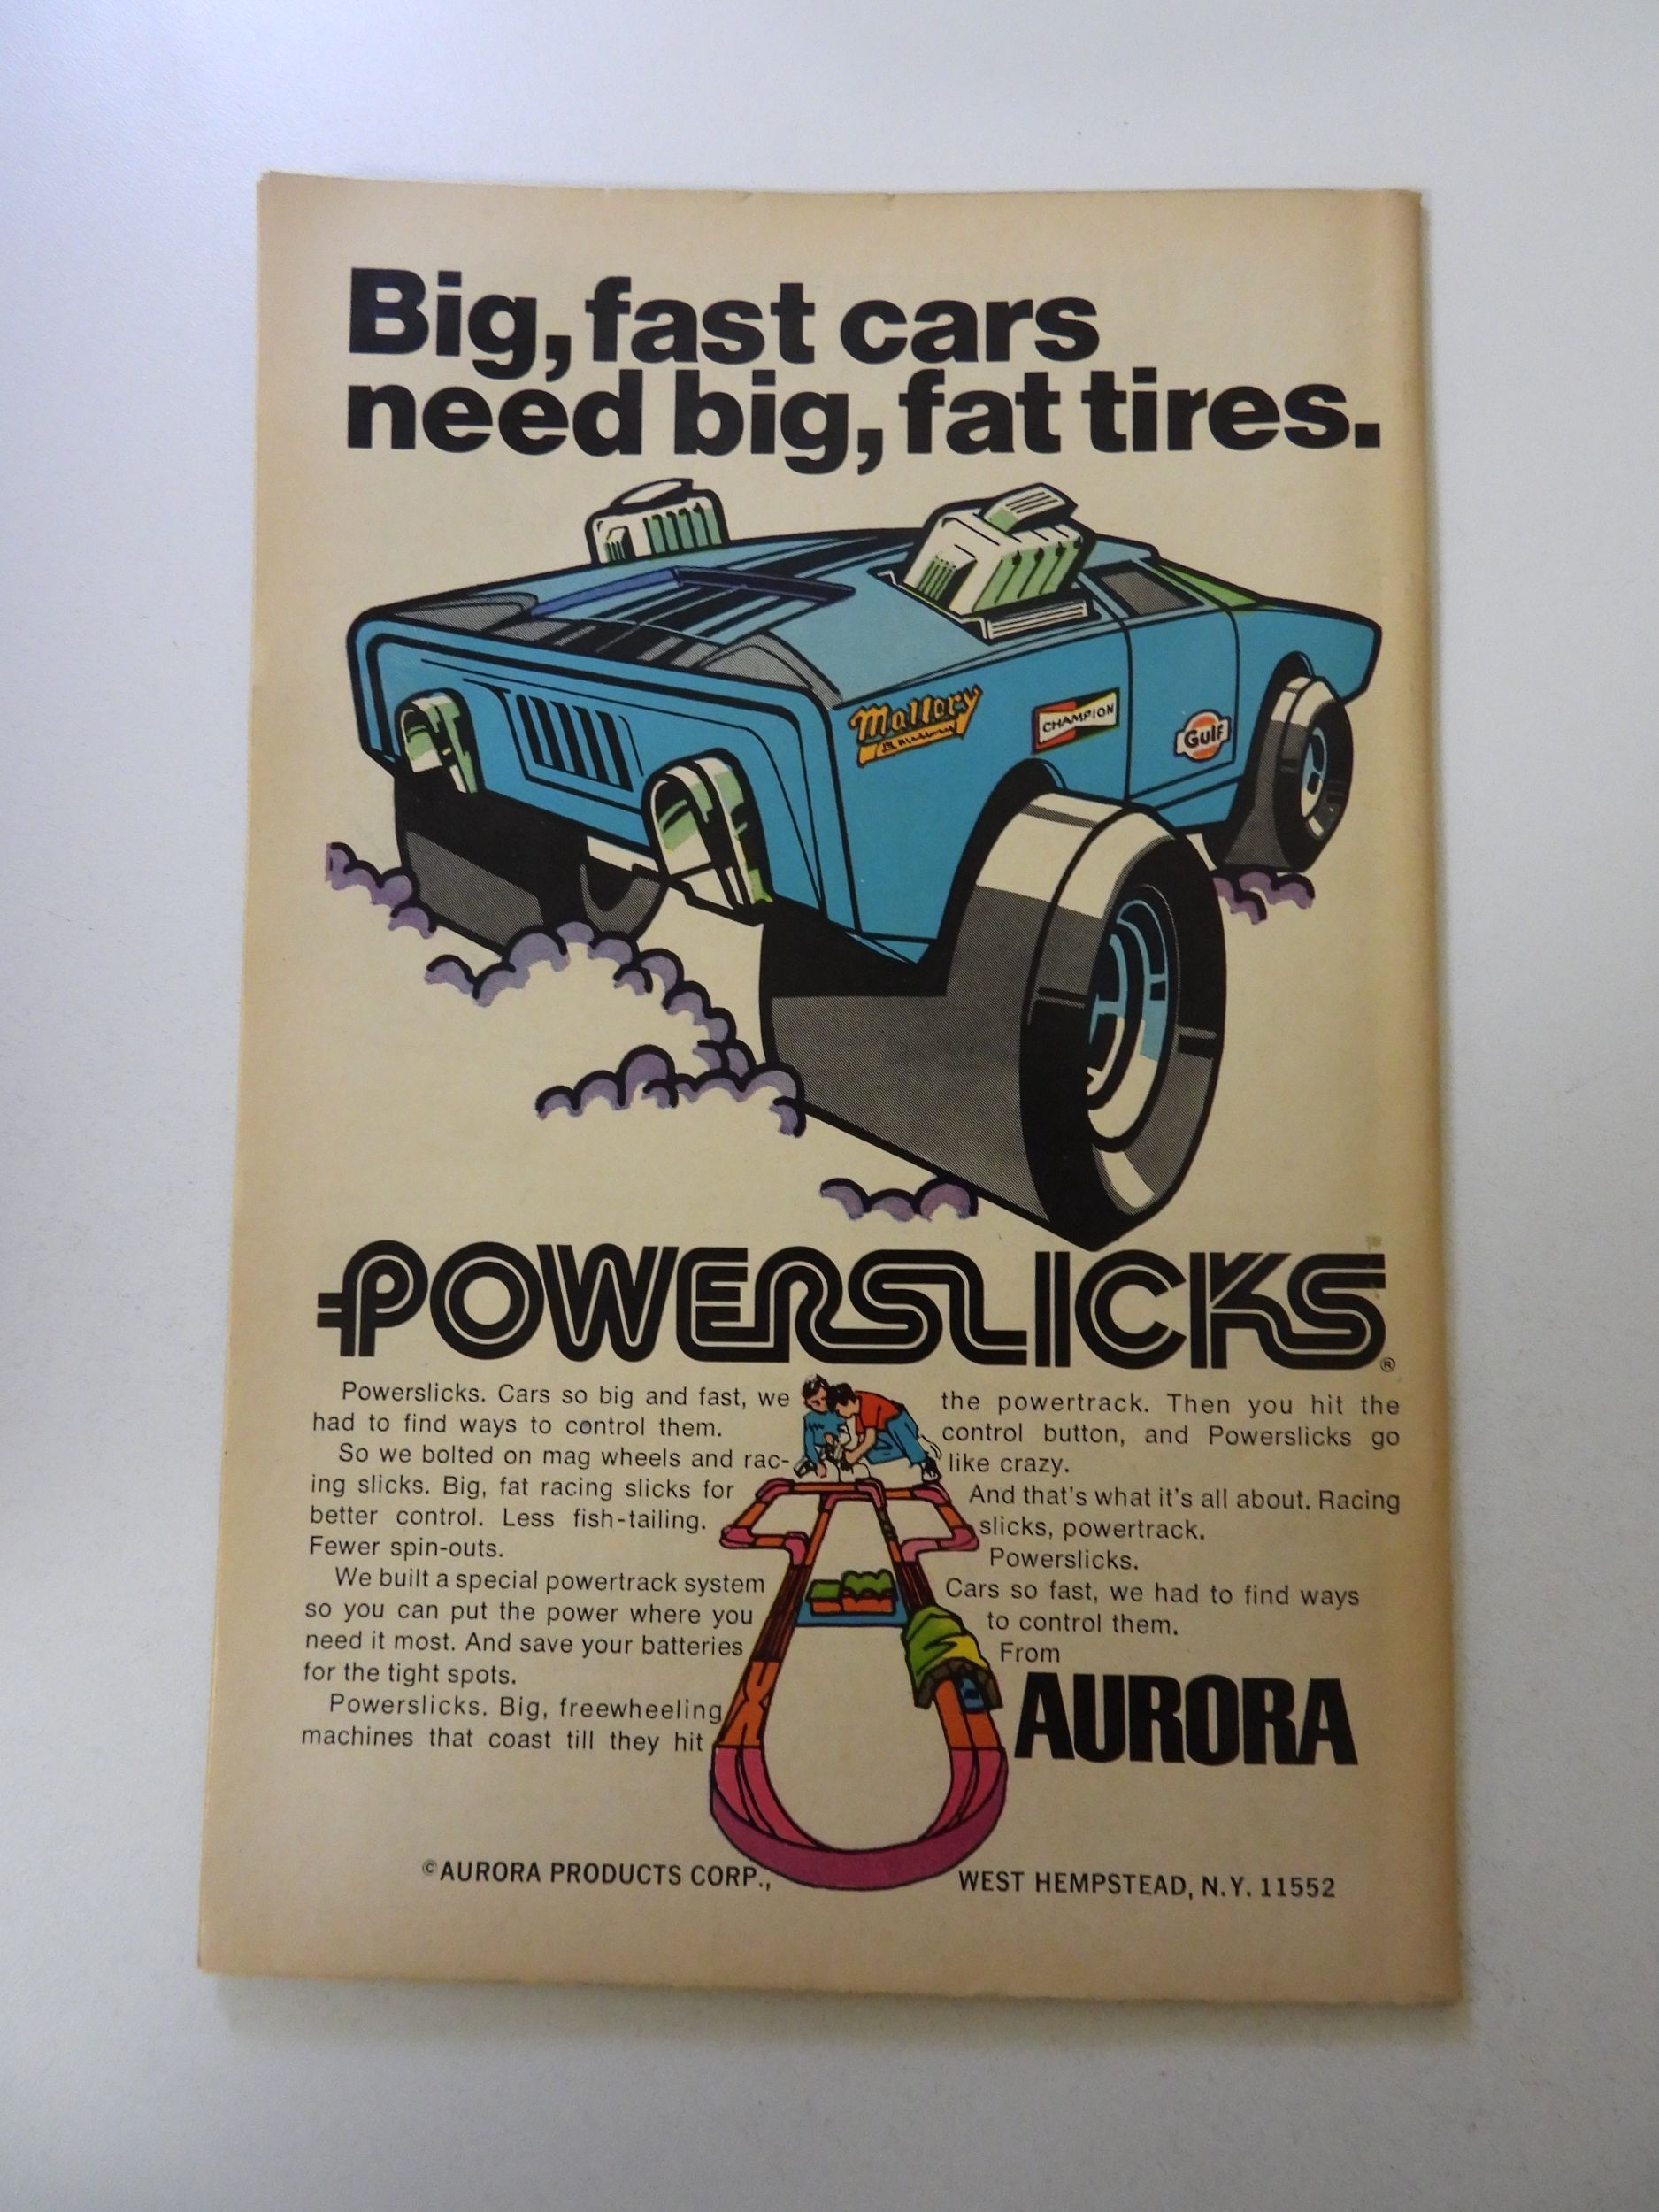 Big, fast cars
need big, fat tires.
Mallory
CHAMPION
Gulf
POWERSLICKS®
Powerslicks. Cars so big and fast, we
had to find ways to control them.
So we bolted on mag wheels and rac-
ing slicks. Big, fat racing slicks for
better control. Less fish-tailing.
Fewer spin-outs.
We built a special powertrack system
so you can put the power where you
need it most. And save your batteries
for the tight spots.
Powerslicks. Big, freewheeling
machines that coast till they hit
the powertrack. Then you hit the
control button, and Powerslicks go
like crazy.
And that's what it's all about. Racing
slicks, powertrack.
Powerslicks.
Cars so fast, we had to find ways
to control them.
From
AURORA
©AURORA PRODUCTS CORP., WEST HEMPSTEAD, N.Y. 11552